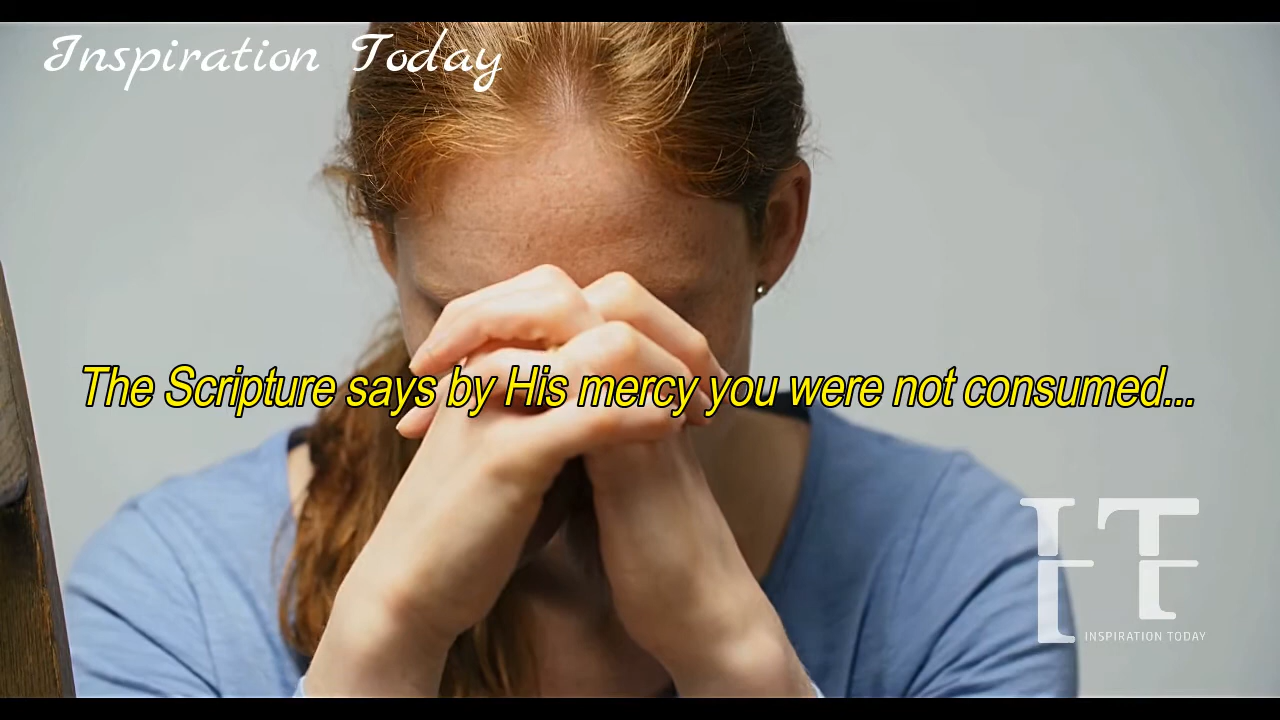 Inspiration Today
The Scripture says by His mercy you were not consumed...
IT
INSPIRATION TODAY